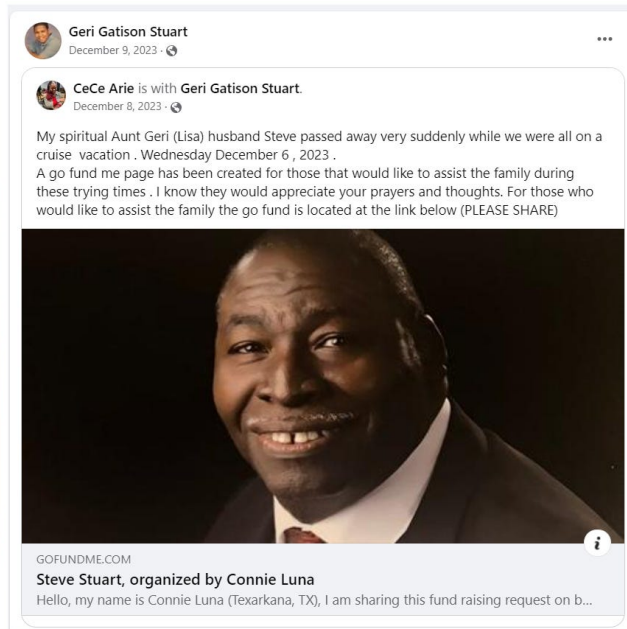 Geri Gatison Stuart
December 9, 2023 ·
CeCe Arie is with Geri Gatison Stuart.
December 8, 2023 ·
My spiritual Aunt Geri (Lisa) husband Steve passed away very suddenly while we were all on a
cruise  vacation . Wednesday December 6 , 2023 .
A go fund me page has been created for those that would like to assist the family during
these trying times . I know they would appreciate your prayers and thoughts. For those who
would like to assist the family the go fund is located at the link below (PLEASE SHARE)
GOFUNDME.COM
Steve Stuart, organized by Connie Luna
Hello, my name is Connie Luna (Texarkana, TX), I am sharing this fund raising request on b...